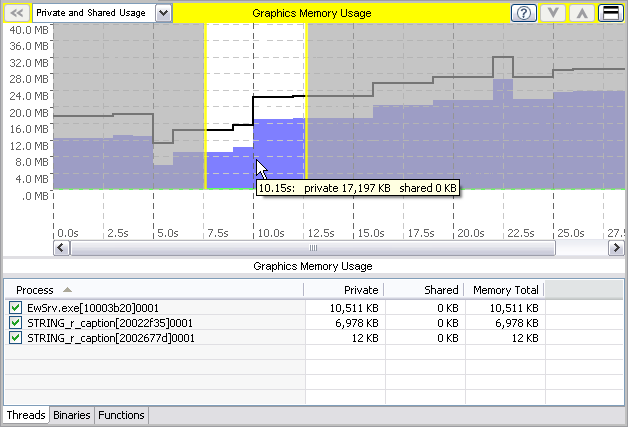 Private and Shared Usage
Graphics Memory Usage
40.0 MB
36.0 MB
32.0 MB
28.0 MB
24.0 MB
20.0 MB
16.0 MB
12.0 MB
8.0 MB
4.0 MB
.0 MB
10.15s: private 17,197 KB shared 0 KB
0.0s 2.5s 5.0s 7.5s 10.0s 12.5s 15.0s 17.5s 20.0s 22.5s 25.0s 27.5s
Graphics Memory Usage
Process Private Shared Memory Total
EwSrv.exe[10003b20]0001 10,511 KB 0 KB 10,511 KB
STRING_r_caption[20022f35]0001 6,978 KB 0 KB 6,978 KB
STRING_r_caption[2002677d]0001 12 KB 0 KB 12 KB
Threads Binaries Functions